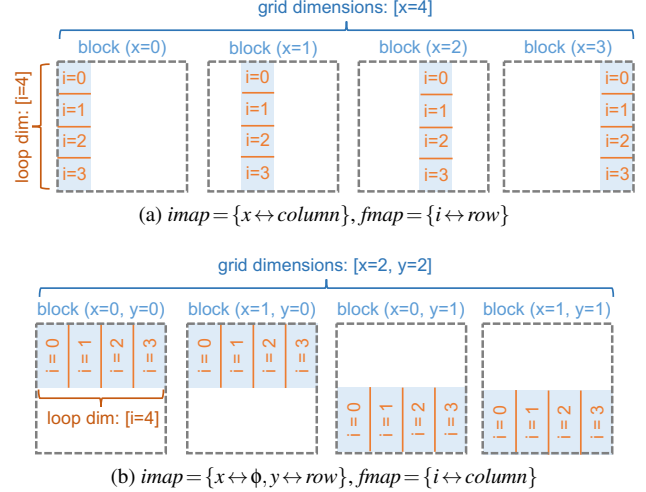 grid dimensions: [x=4]
block (x=0) block (x=1) block (x=2) block (x=3)
loop dim: [i=4]
i=0 i=0 i=0 i=0
i=1 i=1 i=1 i=1
i=2 i=2 i=2 i=2
i=3 i=3 i=3 i=3
(a) imap={x↔column}, fmap={i↔row}
grid dimensions: [x=2, y=2]
block (x=0, y=0) block (x=1, y=0) block (x=0, y=1) block (x=1, y=1)
i = 0 i = 1 i = 2 i = 3 i = 0 i = 1 i = 2 i = 3
loop dim: [i=4]
i = 0 i = 1 i = 2 i = 3 i = 0 i = 1 i = 2 i = 3
(b) imap={x↔ϕ, y↔row}, fmap={i↔column}